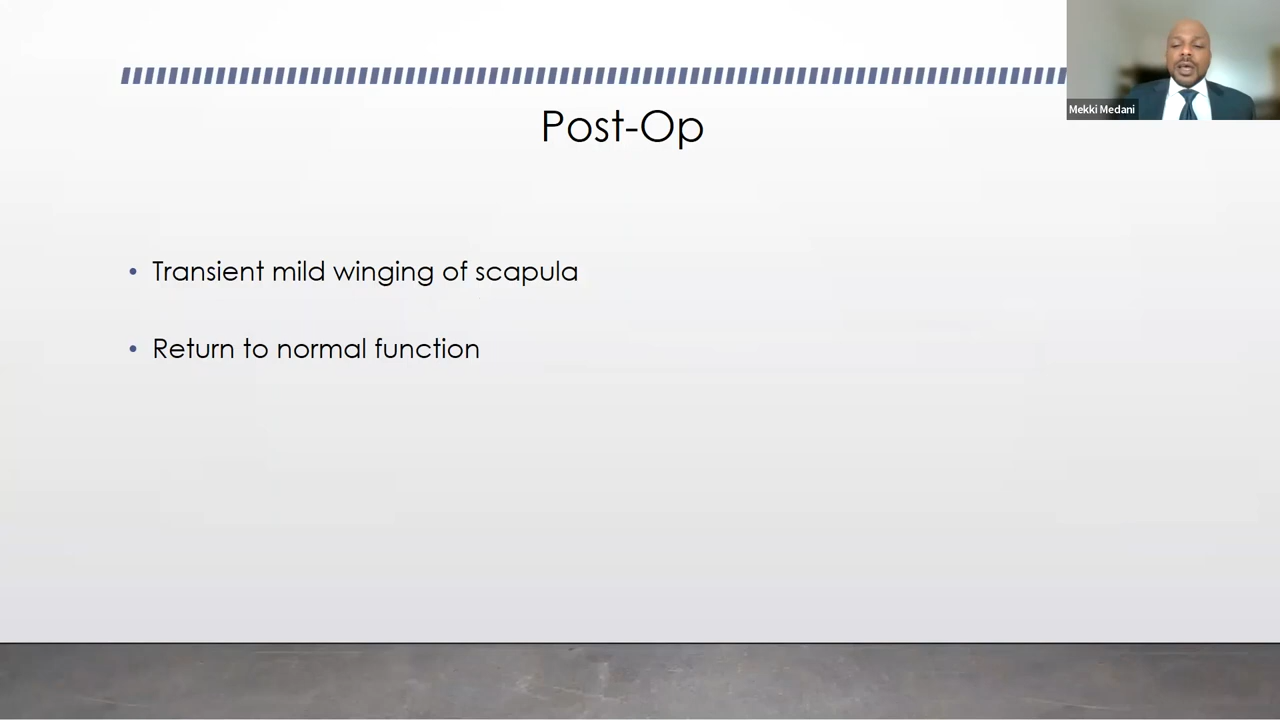 Mekki Medani
Post-Op
• Transient mild winging of scapula
• Return to normal function